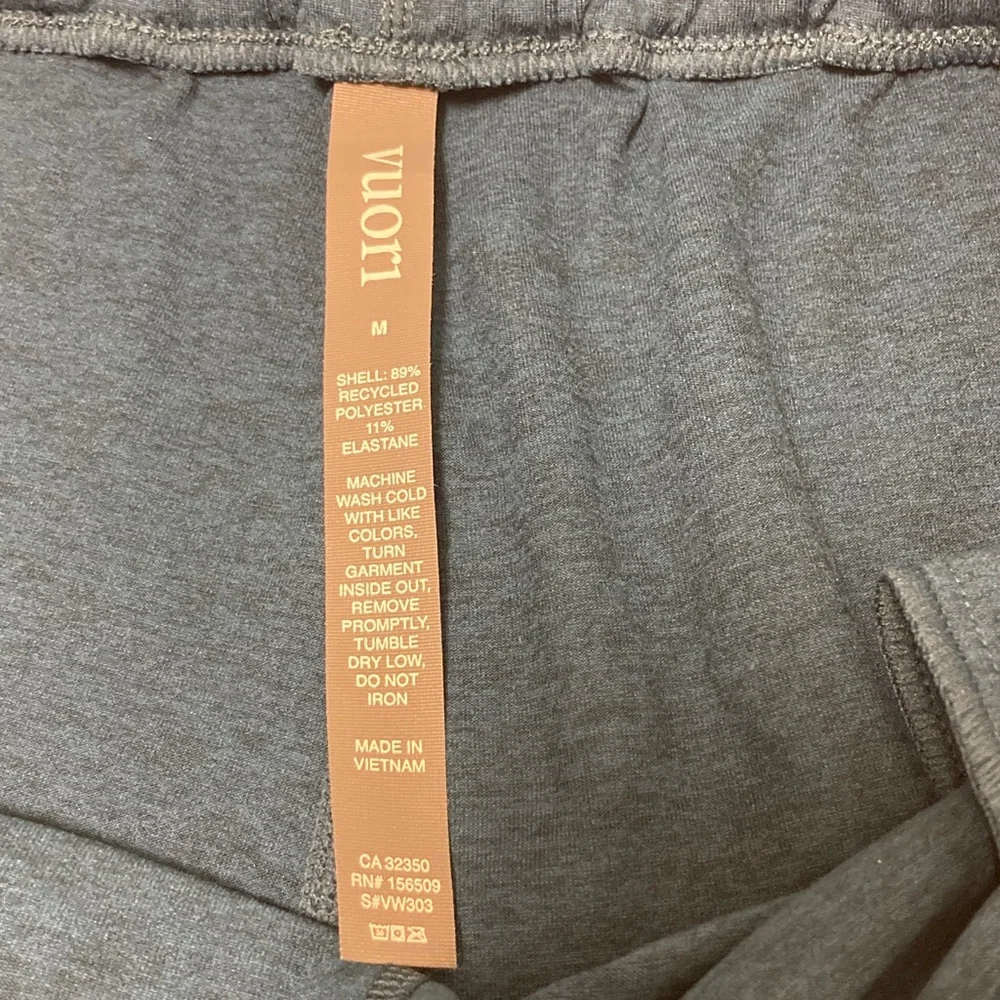 vuori
M
SHELL: 89%
RECYCLED
POLYESTER
11%
ELASTANE
MACHINE
WASH COLD
WITH LIKE
COLORS,
TURN
GARMENT
INSIDE OUT,
REMOVE
PROMPTLY,
TUMBLE
DRY LOW,
DO NOT
IRON
MADE IN
VIETNAM
CA 32350
RN# 156509
S#VW303